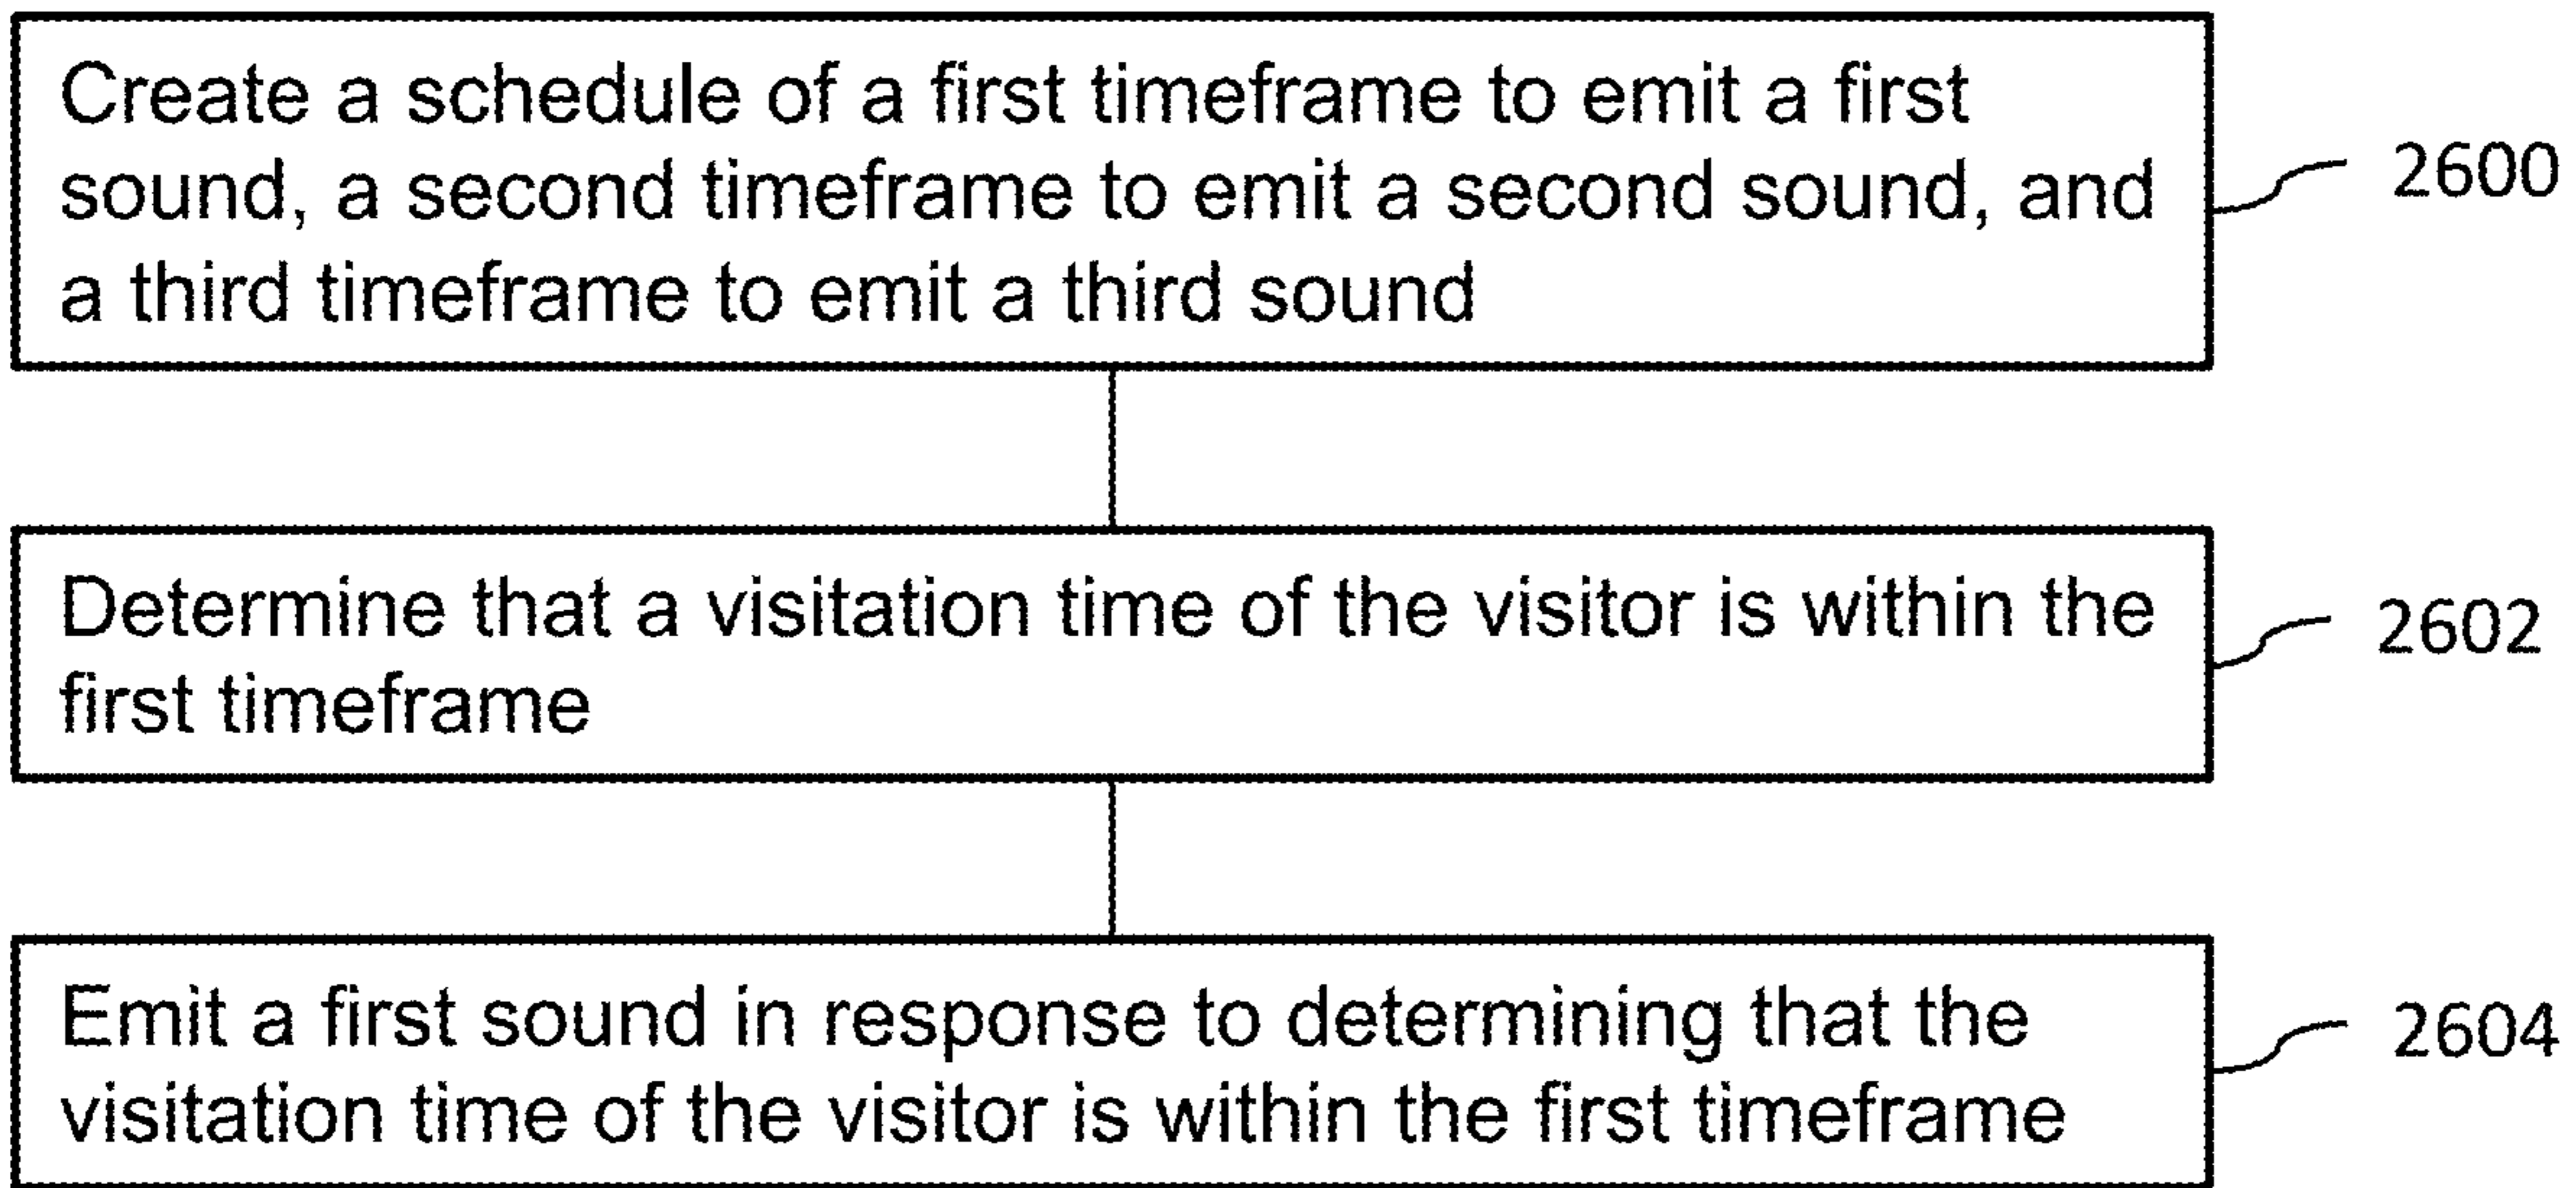 Create a schedule of a first timeframe to emit a first
sound, a second timeframe to emit a second sound, and
a third timeframe to emit a third sound
2600
Determine that a visitation time of the visitor is within the
first timeframe
2602
Emit a first sound in response to determining that the
visitation time of the visitor is within the first timeframe
2604